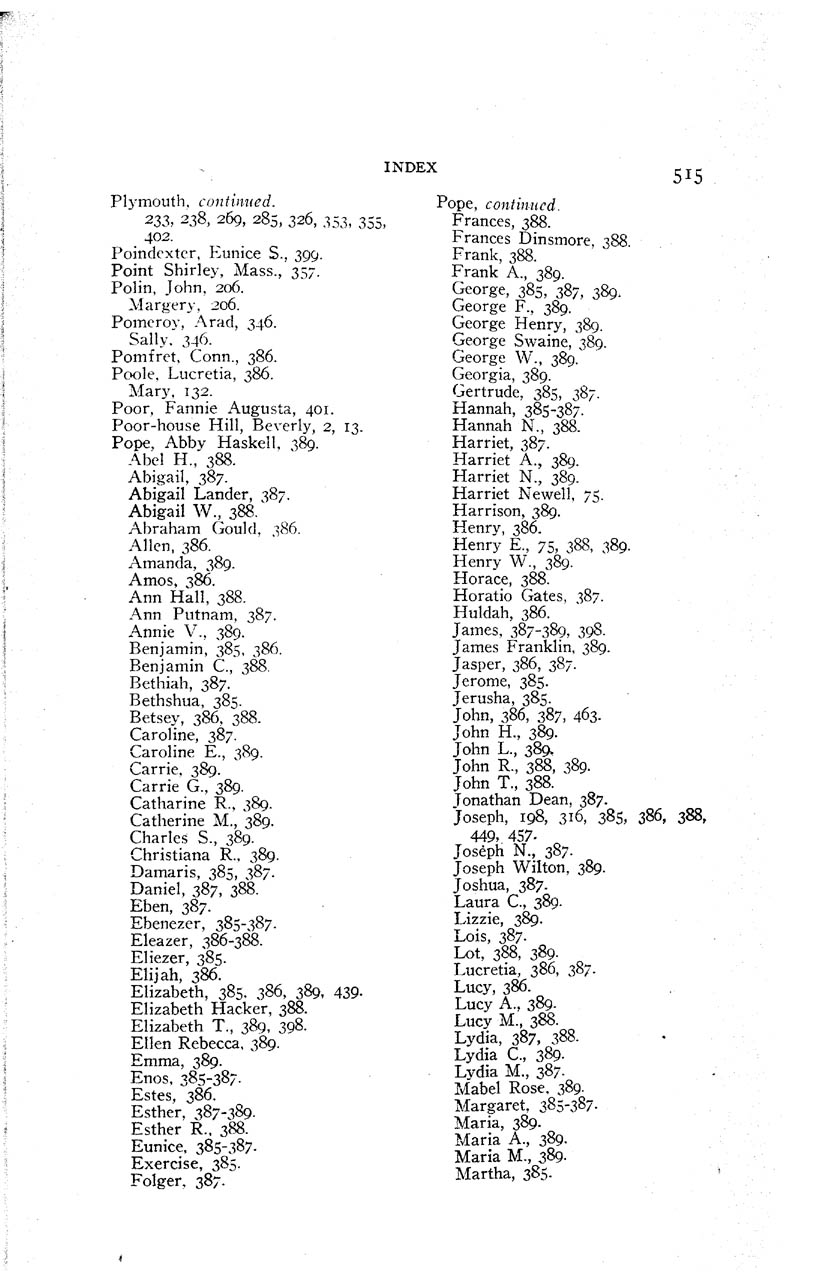 INDEX
515
Plymouth, continued.
233, 238, 269, 285, 326, 353, 355,
402.
Poindexter, Eunice S., 399.
Point Shirley, Mass., 357.
Polin, John, 206.
Margery, 206.
Pomeroy, Arad, 346.
Sally, 346.
Pomfret, Conn., 386.
Poole, Lucretia, 386.
Mary, 132.
Poor, Fannie Augusta, 401.
Poor-house Hill, Beverly, 2, 13.
Pope, Abby Haskell, 389.
Abel H., 388.
Abigail, 387.
Abigail Lander, 387.
Abigail W., 388.
Abraham Gould, 386.
Allen, 386.
Amanda, 389.
Amos, 386.
Ann Hall, 388.
Ann Putnam, 387.
Annie V., 389.
Benjamin, 385, 386.
Benjamin C., 388.
Bethiah, 387.
Bethshua, 385.
Betsey, 386, 388.
Caroline, 387.
Caroline E., 389.
Carrie, 389.
Carrie G., 389.
Catharine R., 389.
Catherine M., 389.
Charles S., 389.
Christiana R., 389.
Damaris, 385, 387.
Daniel, 387, 388.
Eben, 387.
Ebenezer, 385-387.
Eleazer, 386-388.
Eliezer, 385.
Elijah, 386.
Elizabeth, 385, 386, 389, 439.
Elizabeth Hacker, 388.
Elizabeth T., 389, 398.
Ellen Rebecca, 389.
Emma, 389.
Enos, 385-387.
Estes, 386.
Esther, 387-389.
Esther R., 388.
Eunice, 385-387.
Exercise, 385.
Folger, 387.
Pope, continued.
Frances, 388.
Frances Dinsmore, 388.
Frank, 388.
Frank A., 389.
George, 385, 387, 389.
George F., 389.
George Henry, 389.
George Swaine, 389.
George W., 389.
Georgia, 389.
Gertrude, 385, 387.
Hannah, 385-387.
Hannah N., 388.
Harriet, 387.
Harriet A., 389.
Harriet N., 389.
Harriet Newell, 75.
Harrison, 389.
Henry, 386.
Henry E., 75, 388, 389.
Henry W., 389.
Horace, 388.
Horatio Gates, 387.
Huldah, 386.
James, 387-389, 398.
James Franklin, 389.
Jasper, 386, 387.
Jerome, 385.
Jerusha, 385.
John, 386, 387, 463.
John H., 389.
John L., 389.
John R., 388, 389.
John T., 388.
Jonathan Dean, 387.
Joseph, 198, 316, 385, 386, 388,
449, 457.
Joseph N., 387.
Joseph Wilton, 389.
Joshua, 387.
Laura C., 389.
Lizzie, 389.
Lois, 387.
Lot, 388, 389.
Lucretia, 386, 387.
Lucy, 386.
Lucy A., 389.
Lucy M., 388.
Lydia, 387, 388.
Lydia C., 389.
Lydia M., 387.
Mabel Rose, 389.
Margaret, 385-387.
Maria, 389.
Maria A., 389.
Maria M., 389.
Martha, 385.